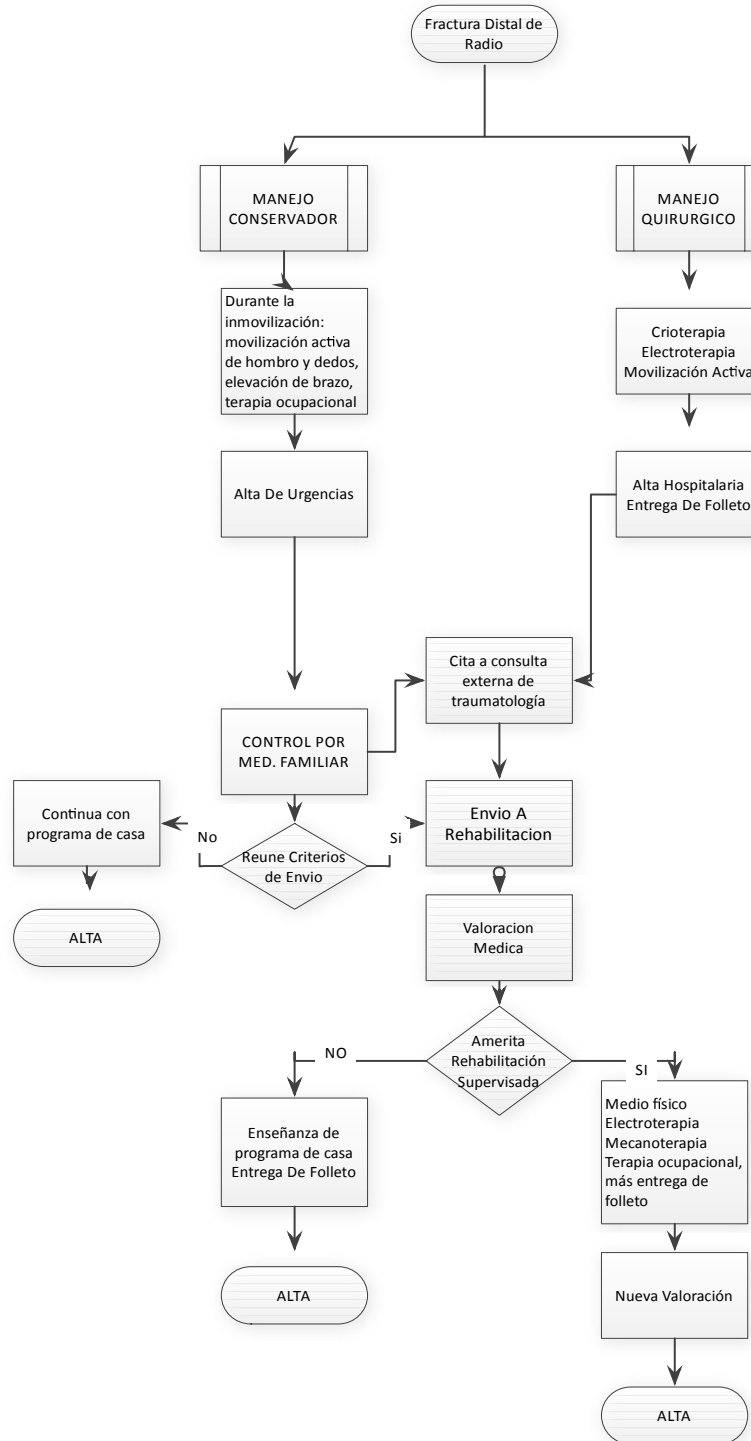 Fractura Distal de
Radio
MANEJO
CONSERVADOR
MANEJO
QUIRURGICO
Durante la
inmovilización:
movilización activa
de hombro y dedos,
elevación de brazo,
terapia ocupacional
Crioterapia
Electroterapia
Movilización Activa
Alta De Urgencias
Alta Hospitalaria
Entrega De Folleto
Cita a consulta
externa de
traumatología
CONTROL POR
MED. FAMILIAR
Continua con
programa de casa
No
Reune Criterios
de Envio
Si
Envio A
Rehabilitacion
ALTA
Valoracion
Medica
Amerita
Rehabilitación
Supervisada
NO
SI
Enseñanza de
programa de casa
Entrega De Folleto
Medio físico
Electroterapia
Mecanoterapia
Terapia ocupacional,
más entrega de
folleto
ALTA
Nueva Valoración
ALTA